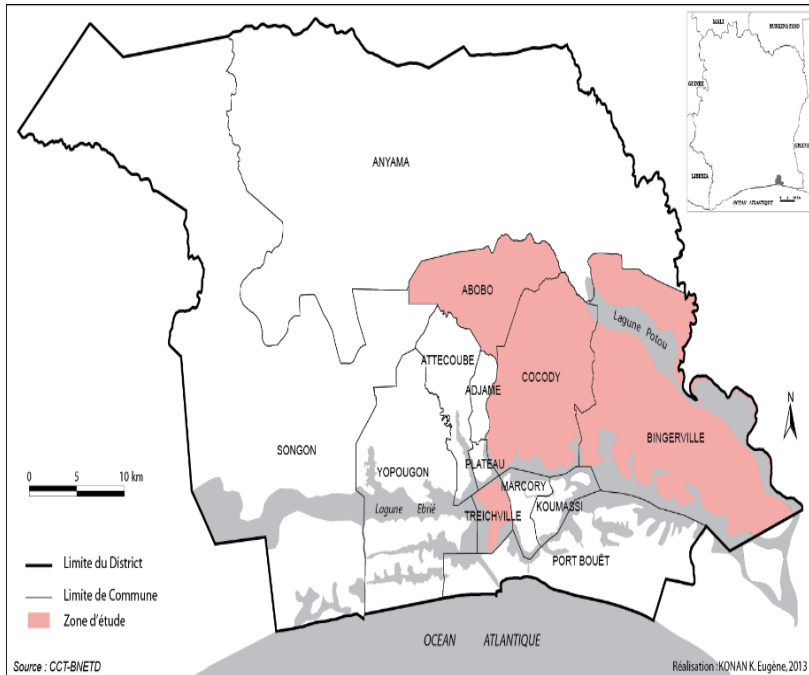 MALI
BURKINA FASO
GUINEE
GHANA
LIBERIA
OCEAN ATLANTIQUE
ANYAMA
ABOBO
Lagune Potou
ATTECOUBE
ADJAME
COCODY
N
BINGERVILLE
SONGON
YOPOUGON
PLATEAU
MARCORY
0 5 10 km
Lagune Ebrié
TREICHVILLE
KOUMASSI
PORT BOUËT
Limite du District
Limite de Commune
Zone d'étude
OCEAN ATLANTIQUE
Source : CCT-BNETD
Réalisation : KONAN K. Eugène, 2013